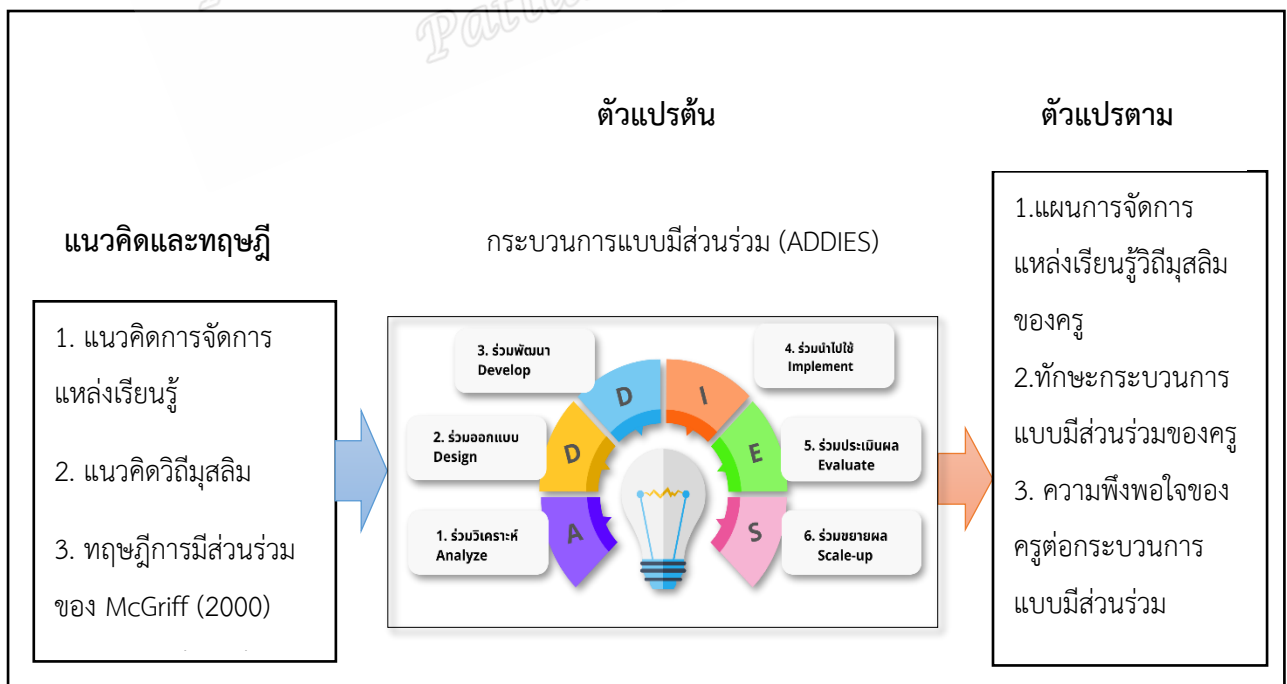 ตัวแปรต้น
ตัวแปรตาม
แนวคิดและทฤษฎี
กระบวนการแบบมีส่วนร่วม (ADDIES)
1. แนวคิดการจัดการ
แหล่งเรียนรู้
2. แนวคิดวิถีมุสลิม
3. ทฤษฎีการมีส่วนร่วม
ของ McGriff (2000)
1. ร่วมวิเคราะห์
Analyze
2. ร่วมออกแบบ
Design
3. ร่วมพัฒนา
Develop
4. ร่วมนำไปใช้
Implement
5. ร่วมประเมินผล
Evaluate
6. ร่วมขยายผล
Scale-up
A
D
D
I
E
S
1.แผนการจัดการ
แหล่งเรียนรู้วิถีมุสลิม
ของครู
2.ทักษะกระบวนการ
แบบมีส่วนร่วมของครู
3. ความพึงพอใจของ
ครูต่อกระบวนการ
แบบมีส่วนร่วม